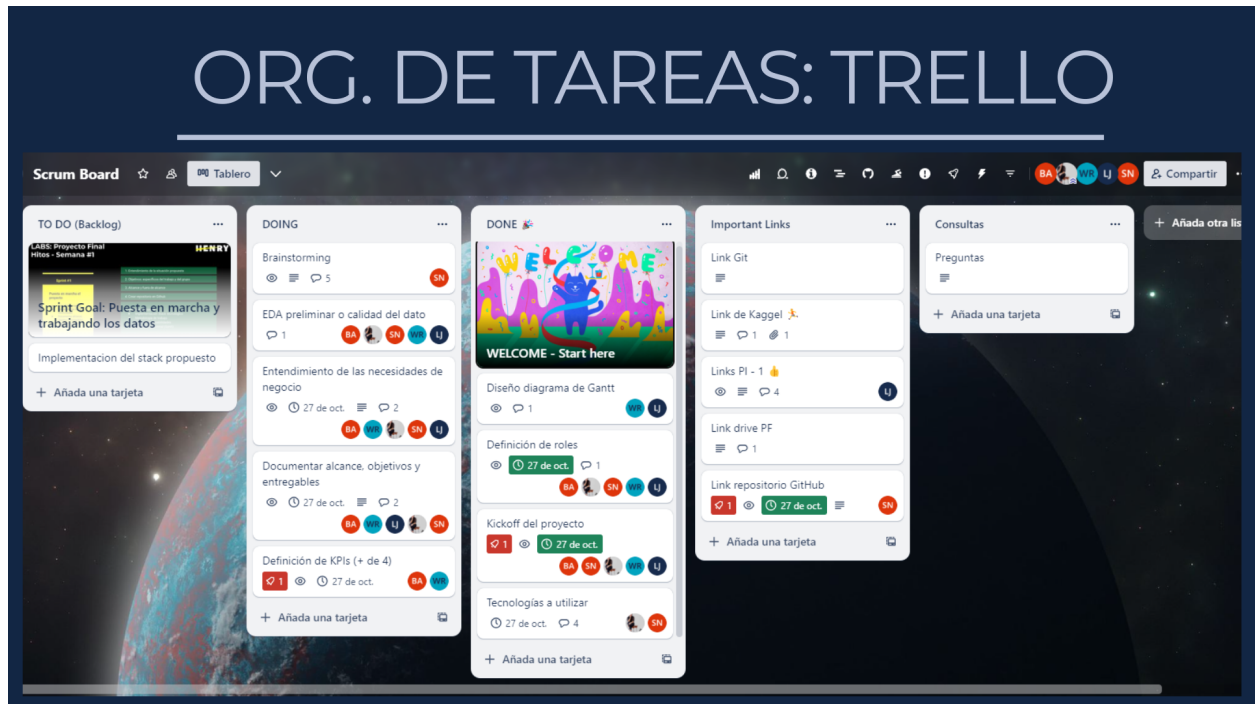 ORG. DE TAREAS: TRELLO
Scrum Board
Tablero
BA
WR
LJ
SN
Compartir
TO DO (Backlog)
LABS: Proyecto Final
HENRY
Hitos - Semana #1
Sprint Goal: Puesta en marcha y
trabajando los datos
Implementacion del stack propuesto
+ Añada una tarjeta
DOING
Brainstorming
5
SN
EDA preliminar o calidad del dato
1
BA SN WR LJ
Entendimiento de las necesidades de
negocio
27 de oct. 2
BA WR SN LJ
Documentar alcance, objetivos y
entregables
27 de oct. 2
BA WR LJ SN
Definición de KPIs (+ de 4)
1 27 de oct. BA WR
+ Añada una tarjeta
DONE 🎉
WELCOME
WELCOME - Start here
Diseño diagrama de Gantt
1 WR LJ
Definición de roles
27 de oct. 1
BA SN WR LJ
Kickoff del proyecto
1 27 de oct.
BA SN WR LJ
Tecnologías a utilizar
27 de oct. 4 SN
+ Añada una tarjeta
Important Links
Link Git
Link de Kaggel 🏃
1 1
Links PI - 1 👍
4 LJ
Link drive PF
1
Link repositorio GitHub
1 27 de oct. SN
+ Añada una tarjeta
Consultas
Preguntas
+ Añada una tarjeta
+ Añada otra lis